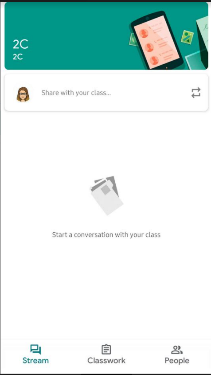 2C
2C
Share with your class...
Start a conversation with your class
Stream
Classwork
People